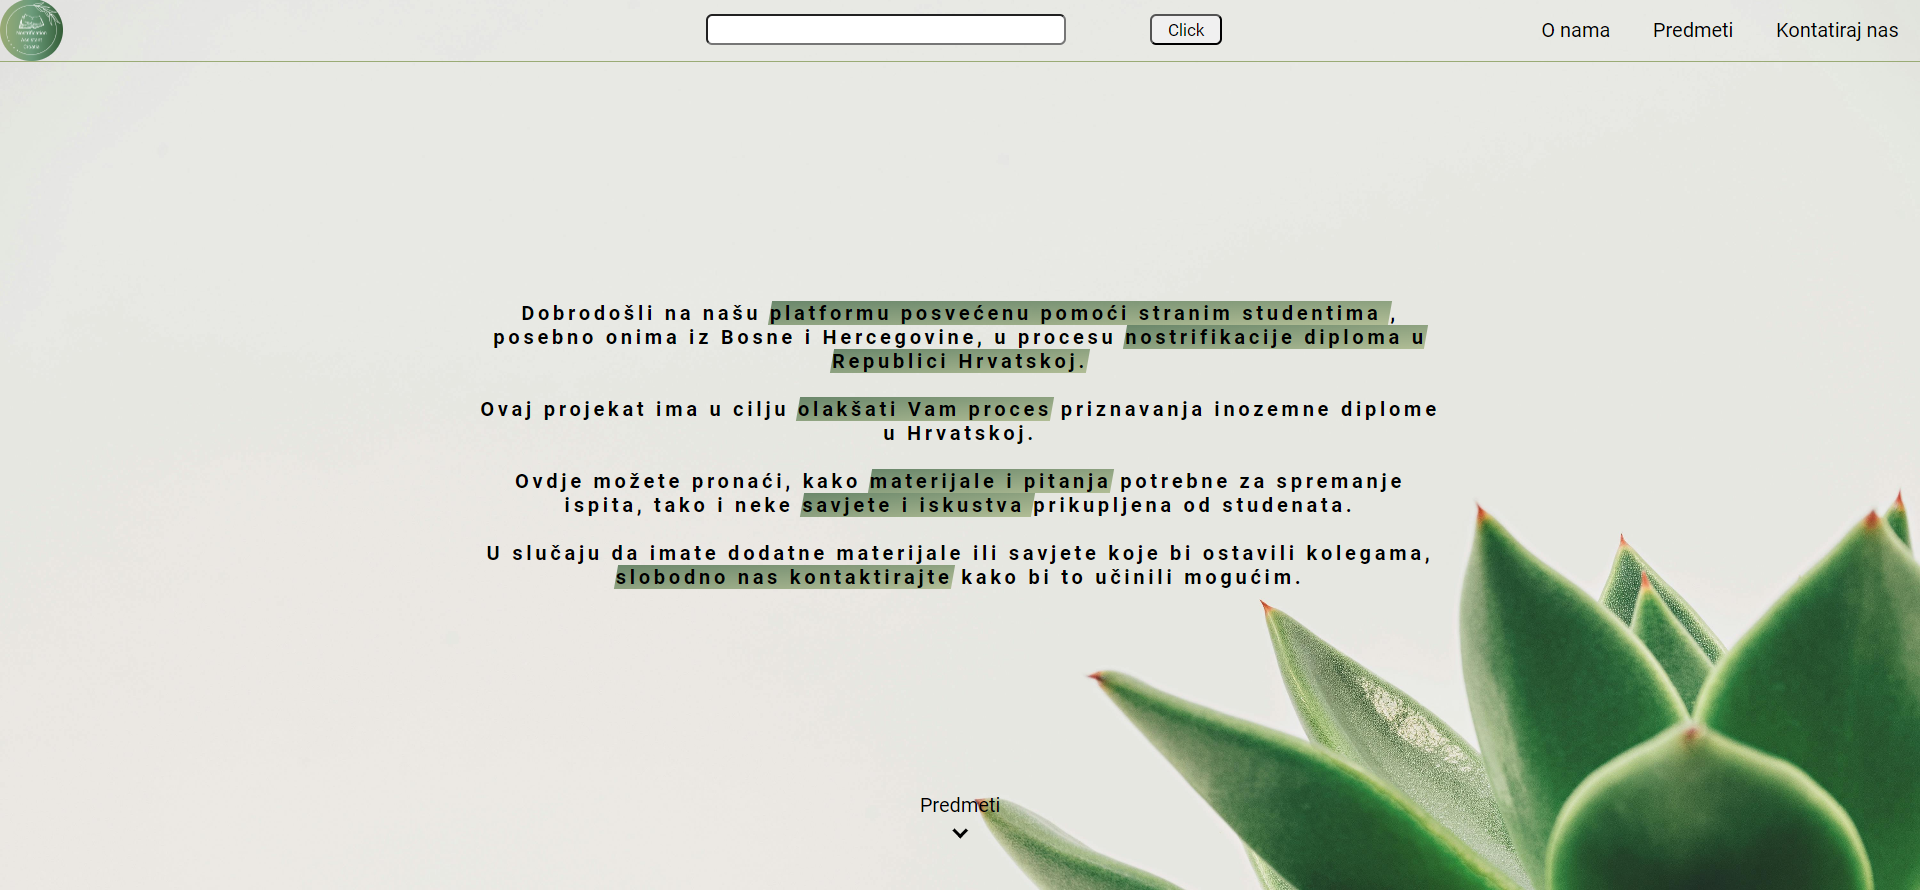 Nostrification
Assistant
Croatia
Click
O nama
Predmeti
Kontatiraj nas
Dobrodošli na našu platformu posvećenu pomoći stranim studentima ,
posebno onima iz Bosne i Hercegovine, u procesu nostrifikacije diploma u
Republici Hrvatskoj.
Ovaj projekat ima u cilju olakšati Vam proces priznavanja inozemne diplome
u Hrvatskoj.
Ovdje možete pronaći, kako materijale i pitanja potrebne za spremanje
ispita, tako i neke savjete i iskustva prikupljena od studenata.
U slučaju da imate dodatne materijale ili savjete koje bi ostavili kolegama,
slobodno nas kontaktirajte kako bi to učinili mogućim.
Predmeti